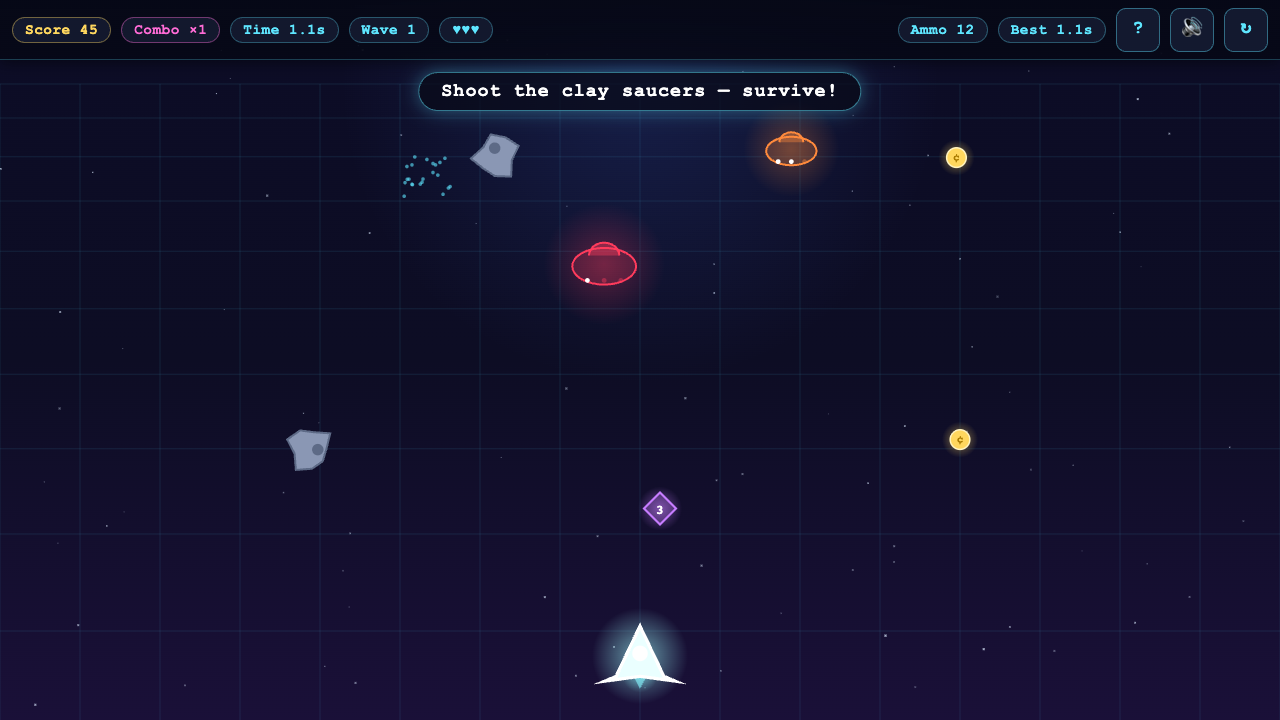 Score 45 Combo ×1 Time 1.1s Wave 1 ♥♥♥ Ammo 12 Best 1.1s ? ↻
Shoot the clay saucers — survive!
¢
¢
3